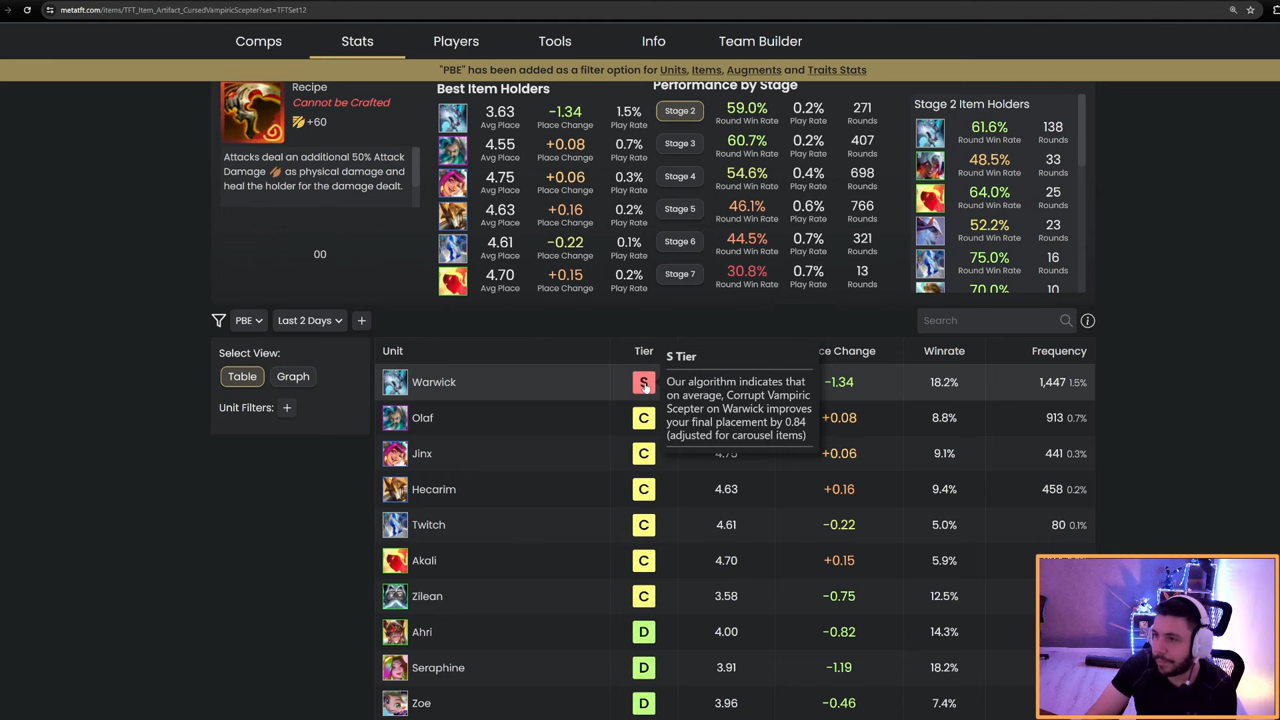 metatft.com/items/TFT_Item_Artifact_CursedVampiricScepter?set=TFTSet12
Comps Stats Players Tools Info Team Builder
"PBE" has been added as a filter option for Units, Items, Augments and Traits Stats
Recipe
Cannot be Crafted
+60
Attacks deal an additional 50% Attack
Damage as physical damage and
heal the holder for the damage dealt.
00
Best Item Holders
3.63 -1.34 1.5%
Avg Place Place Change Play Rate
4.55 +0.08 0.7%
Avg Place Place Change Play Rate
4.75 +0.06 0.3%
Avg Place Place Change Play Rate
4.63 +0.16 0.2%
Avg Place Place Change Play Rate
4.61 -0.22 0.1%
Avg Place Place Change Play Rate
4.70 +0.15 0.2%
Avg Place Place Change Play Rate
Performance by Stage
Stage 2 59.0% 0.2% 271
Round Win Rate Play Rate Rounds
Stage 3 60.7% 0.2% 407
Round Win Rate Play Rate Rounds
Stage 4 54.6% 0.4% 698
Round Win Rate Play Rate Rounds
Stage 5 46.1% 0.6% 766
Round Win Rate Play Rate Rounds
Stage 6 44.5% 0.7% 321
Round Win Rate Play Rate Rounds
Stage 7 30.8% 0.7% 13
Round Win Rate Play Rate Rounds
Stage 2 Item Holders
61.6% 138
Round Win Rate Rounds
48.5% 33
Round Win Rate Rounds
64.0% 25
Round Win Rate Rounds
52.2% 23
Round Win Rate Rounds
75.0% 16
Round Win Rate Rounds
70.0% 10
PBE Last 2 Days +
Search
Select View:
Table Graph
Unit Filters: +
Unit Tier ce Change Winrate Frequency
Warwick S -1.34 18.2% 1,447 1.5%
Olaf C +0.08 8.8% 913 0.7%
Jinx C 4.75 +0.06 9.1% 441 0.3%
Hecarim C 4.63 +0.16 9.4% 458 0.2%
Twitch C 4.61 -0.22 5.0% 80 0.1%
Akali C 4.70 +0.15 5.9%
Zilean C 3.58 -0.75 12.5%
Ahri D 4.00 -0.82 14.3%
Seraphine D 3.91 -1.19 18.2%
Zoe D 3.96 -0.46 7.4%
S Tier
Our algorithm indicates that
on average, Corrupt Vampiric
Scepter on Warwick improves
your final placement by 0.84
(adjusted for carousel items)